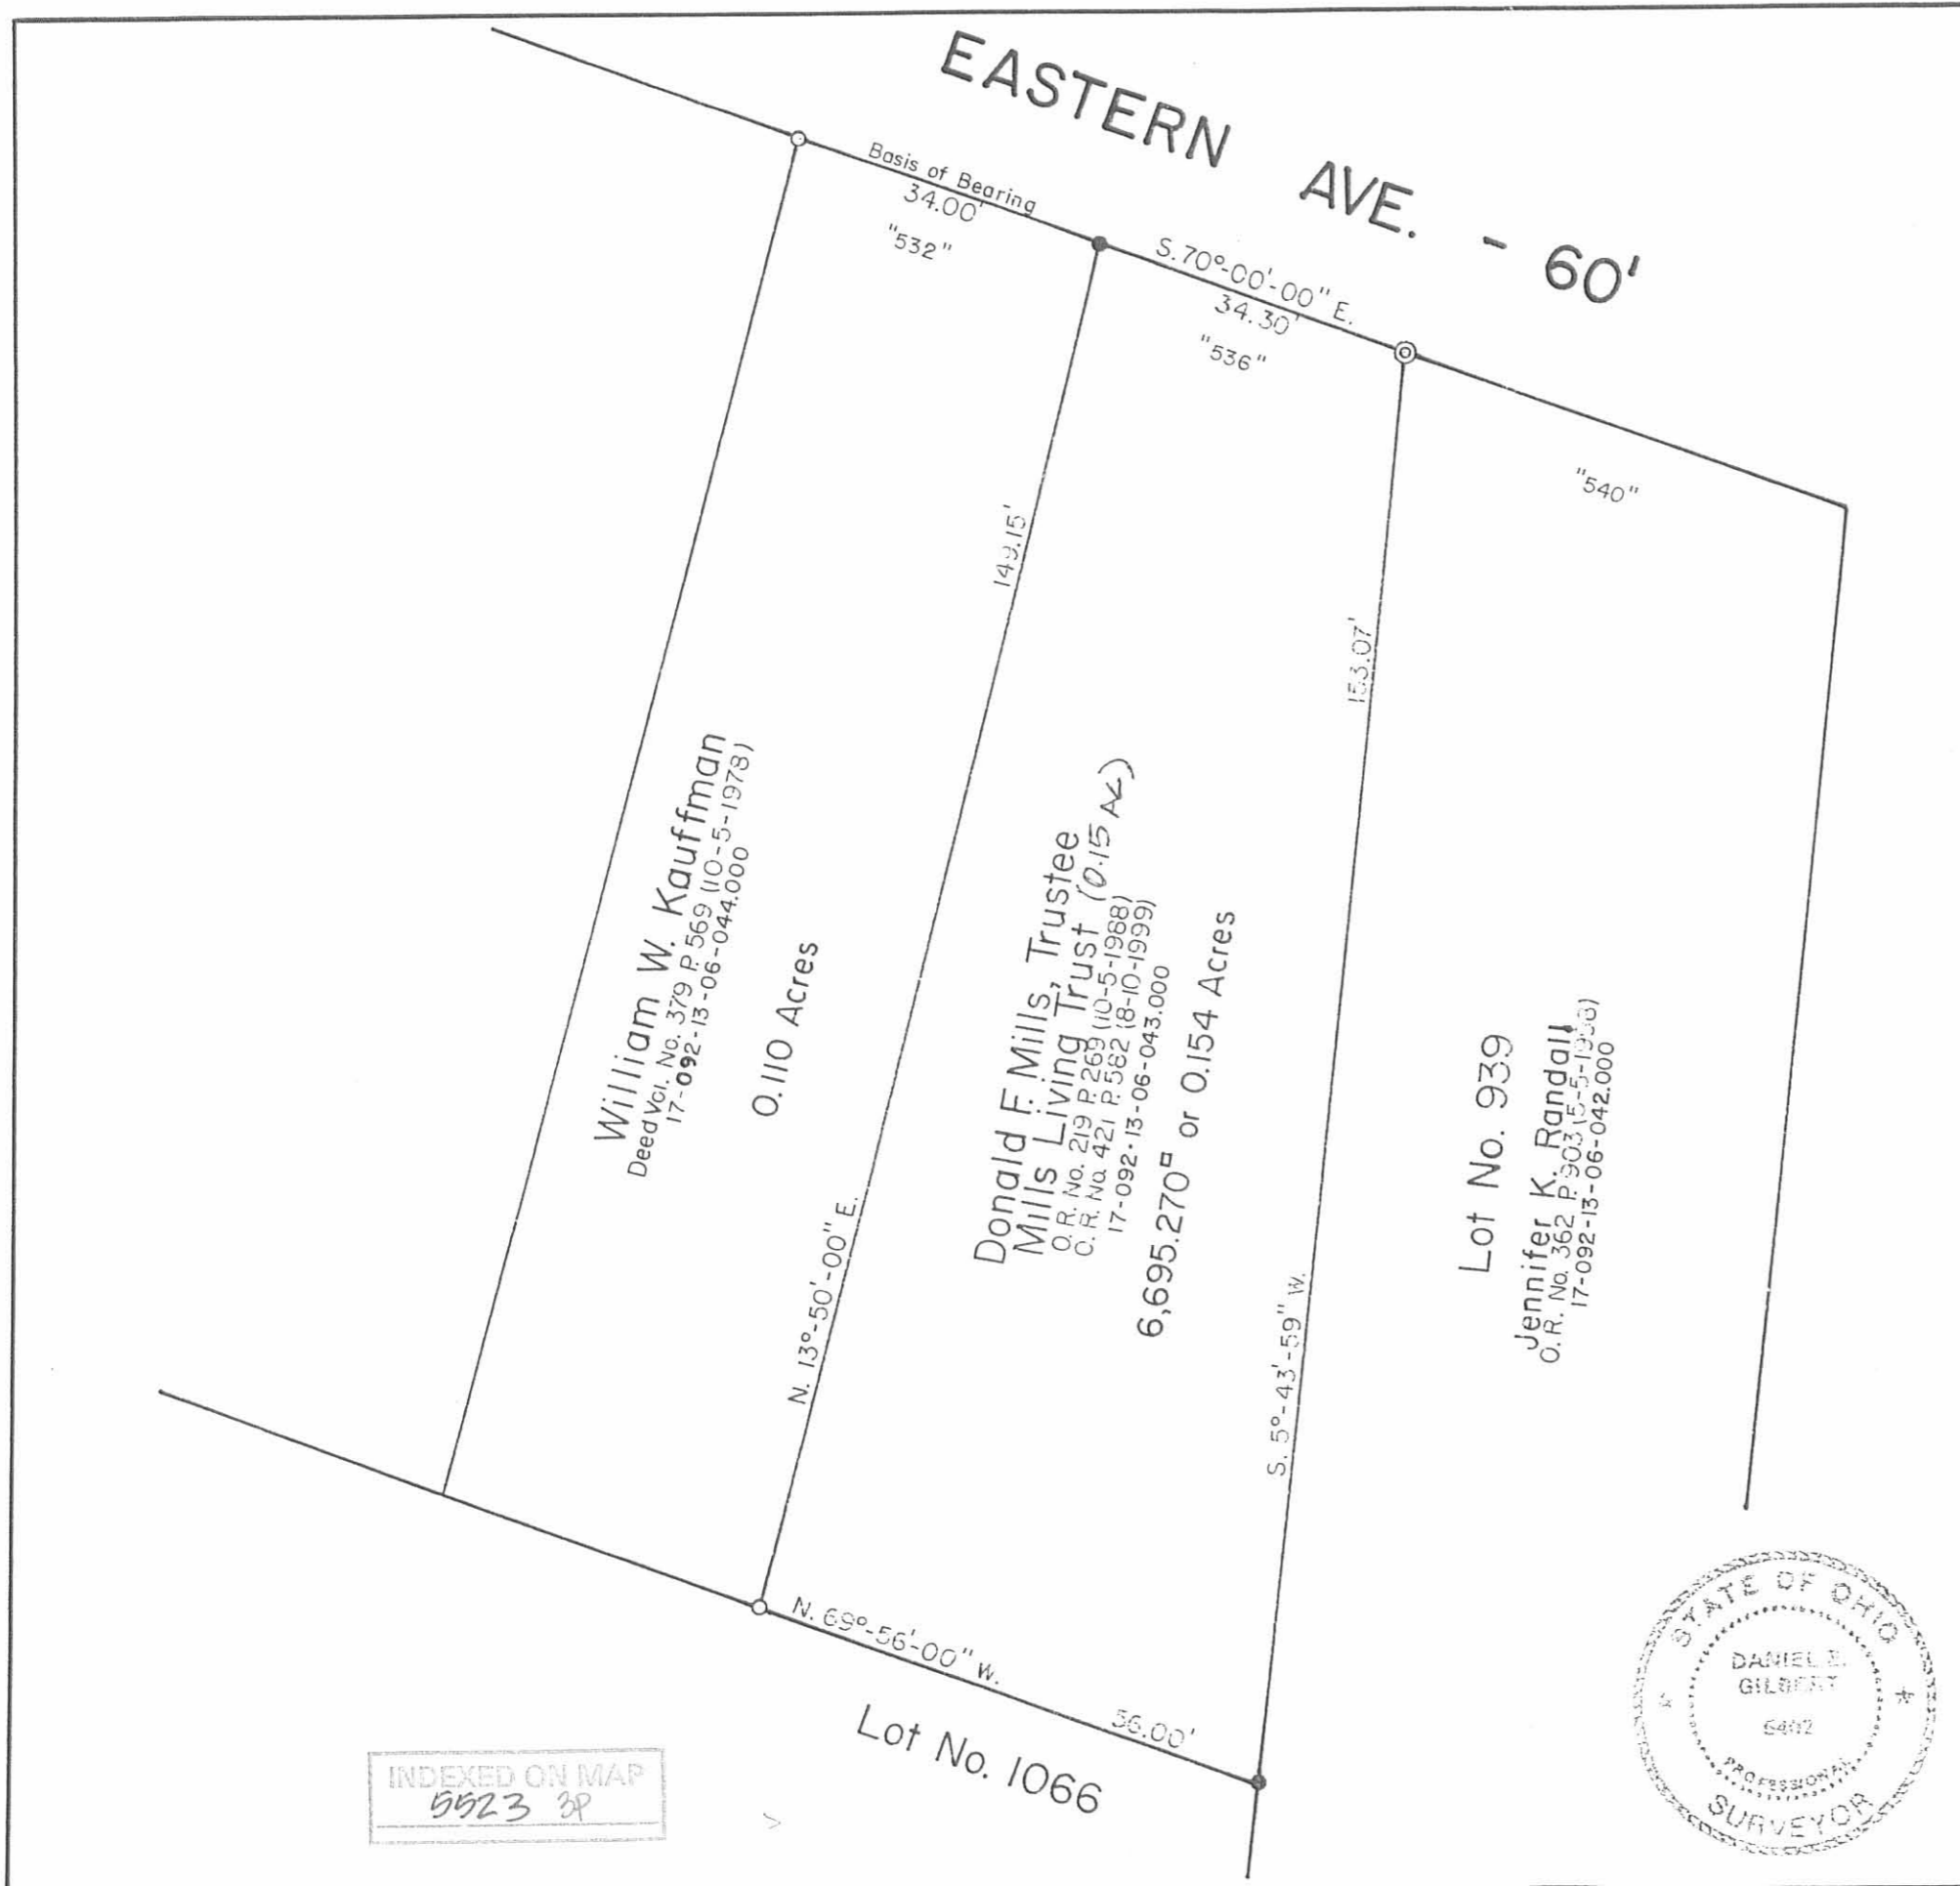 EASTERN AVE. - 60'
Basis of Bearing
34.00'
"532"
S. 70°-00'-00" E.
34.30'
"536"
"540"
149.15'
153.07'
William W. Kauffman
Deed Vol. No. 379 P. 569 (10-5-1978)
17-092-13-06-044.000
0.110 Acres
N. 13°-50'-00" E.
Donald F. Mills, Trustee
Mills Living Trust (0.15 Ac)
O.R. No. 219 P. 269 (10-5-1988)
O.R. No. 421 P. 582 (8-10-1999)
17-092-13-06-043.000
6,695.270▫ or 0.154 Acres
S. 5°-43'-59" W.
Lot No. 939
Jennifer K. Randall
O.R. No. 362 P. 903
17-092-13-06-042.000
N. 69°-56'-00" W.
56.00'
Lot No. 1066
INDEXED ON MAP
5523 3P
STATE OF OHIO
DANIEL
GILBERT
PROFESSIONAL
SURVEYOR